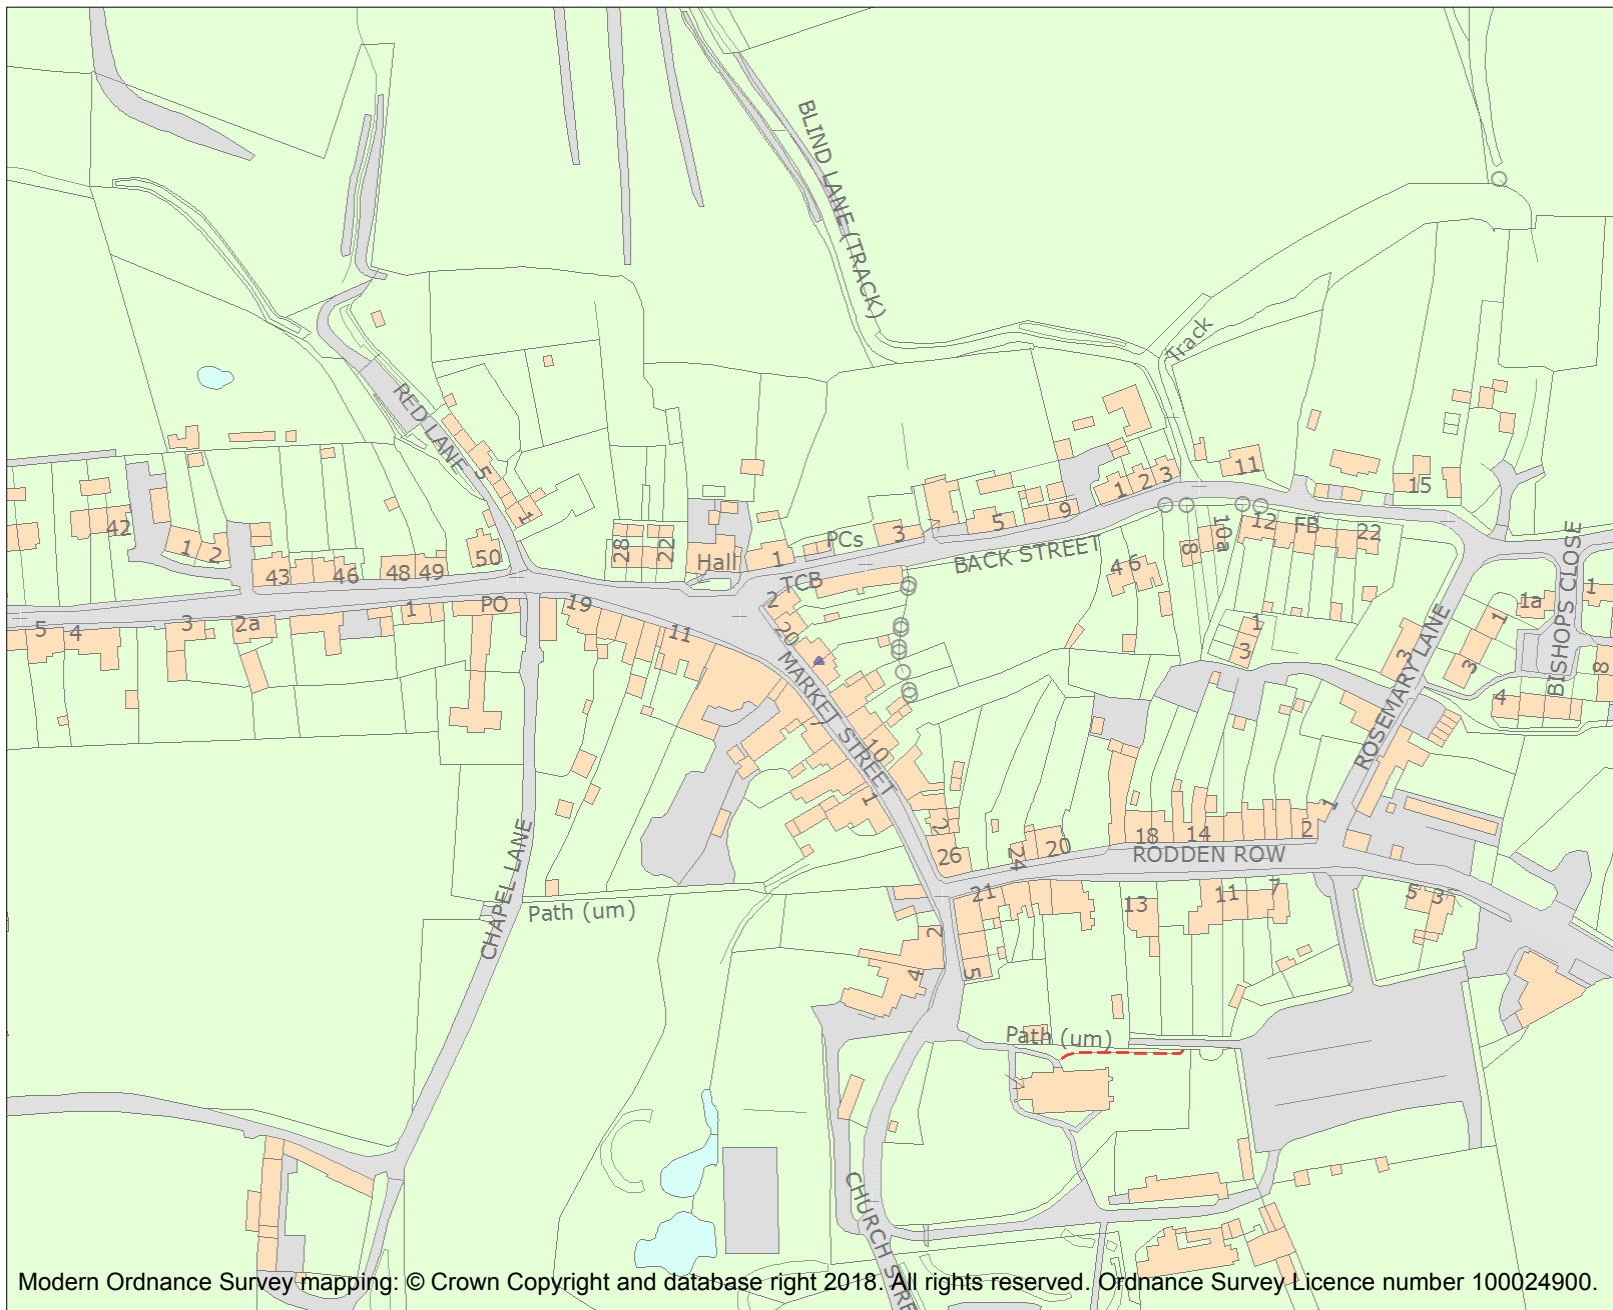 BLIND LANE (TRACK)
Track
RED LANE
5
1
42
1
2
43
46
48
49
50
28
22
Hall
1
PCs
3
5
9
1
2
3
11
15
BACK STREET
TCB
4 6
8
10a
12
FB
22
5
4
3
2a
1
PO
19
11
2
20
MARKET STREET
10
1
2
26
1
3
ROSEMARY LANE
3
1
3
1a
1
BISHOPS CLOSE
8
4
24
20
18
14
2
1
RODDEN ROW
21
13
11
7
5
3
CHAPEL LANE
Path (um)
2
4
5
Path (um)
CHURCH STRE
Modern Ordnance Survey mapping: © Crown Copyright and database right 2018. All rights reserved. Ordnance Survey Licence number 100024900.